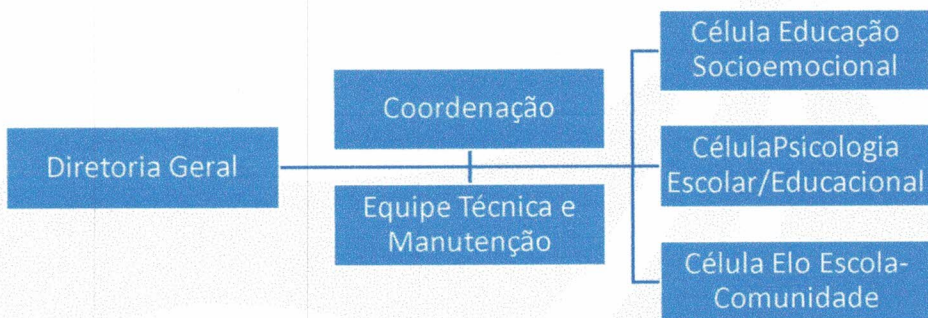 Diretoria Geral
Coordenação
Equipe Técnica e
Manutenção
Célula Educação
Socioemocional
CélulaPsicologia
Escolar/Educacional
Célula Elo Escola-
Comunidade